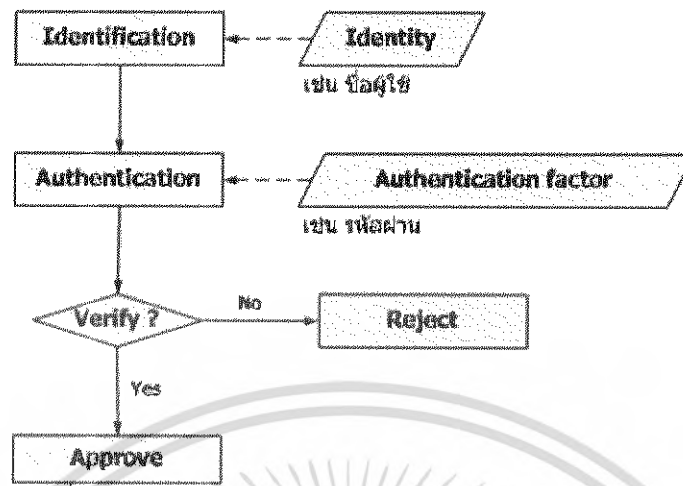 Identification
Identity
เช่น ชื่อผู้ใช้
Authentication
Authentication factor
เช่น รหัสผ่าน
Verify ?
No
Reject
Yes
Approve